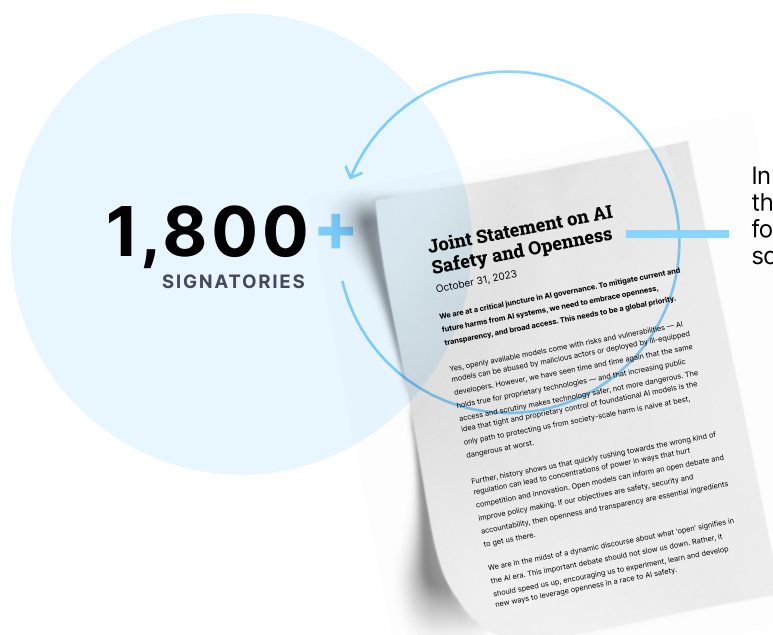 1,800+
SIGNATORIES
Joint Statement on AI
Safety and Openness
October 31, 2023
We are at a critical juncture in AI governance. To mitigate current and
future harms from AI systems, we need to embrace openness,
transparency, and broad access. This needs to be a global priority.
Yes, openly available models come with risks and vulnerabilities — AI
models can be abused by malicious actors or deployed by ill-equipped
developers. However, we have seen time and time again that the same
holds true for proprietary technologies — and that increasing public
access and scrutiny makes technology safer, not more dangerous. The
idea that tight and proprietary control of foundational AI models is the
only path to protecting us from society-scale harm is naive at best,
dangerous at worst.
Further, history shows us that quickly rushing towards the wrong kind of
regulation can lead to concentrations of power in ways that hurt
competition and innovation. Open models can inform an open debate and
improve policy making. If our objectives are safety, security and
accountability, then openness and transparency are essential ingredients
to get us there.
We are in the midst of a dynamic discourse about what 'open' signifies in
the AI era. This important debate should not slow us down. Rather, it
should speed us up, encouraging us to experiment, learn and develop
new ways to leverage openness in a race to AI safety.
In